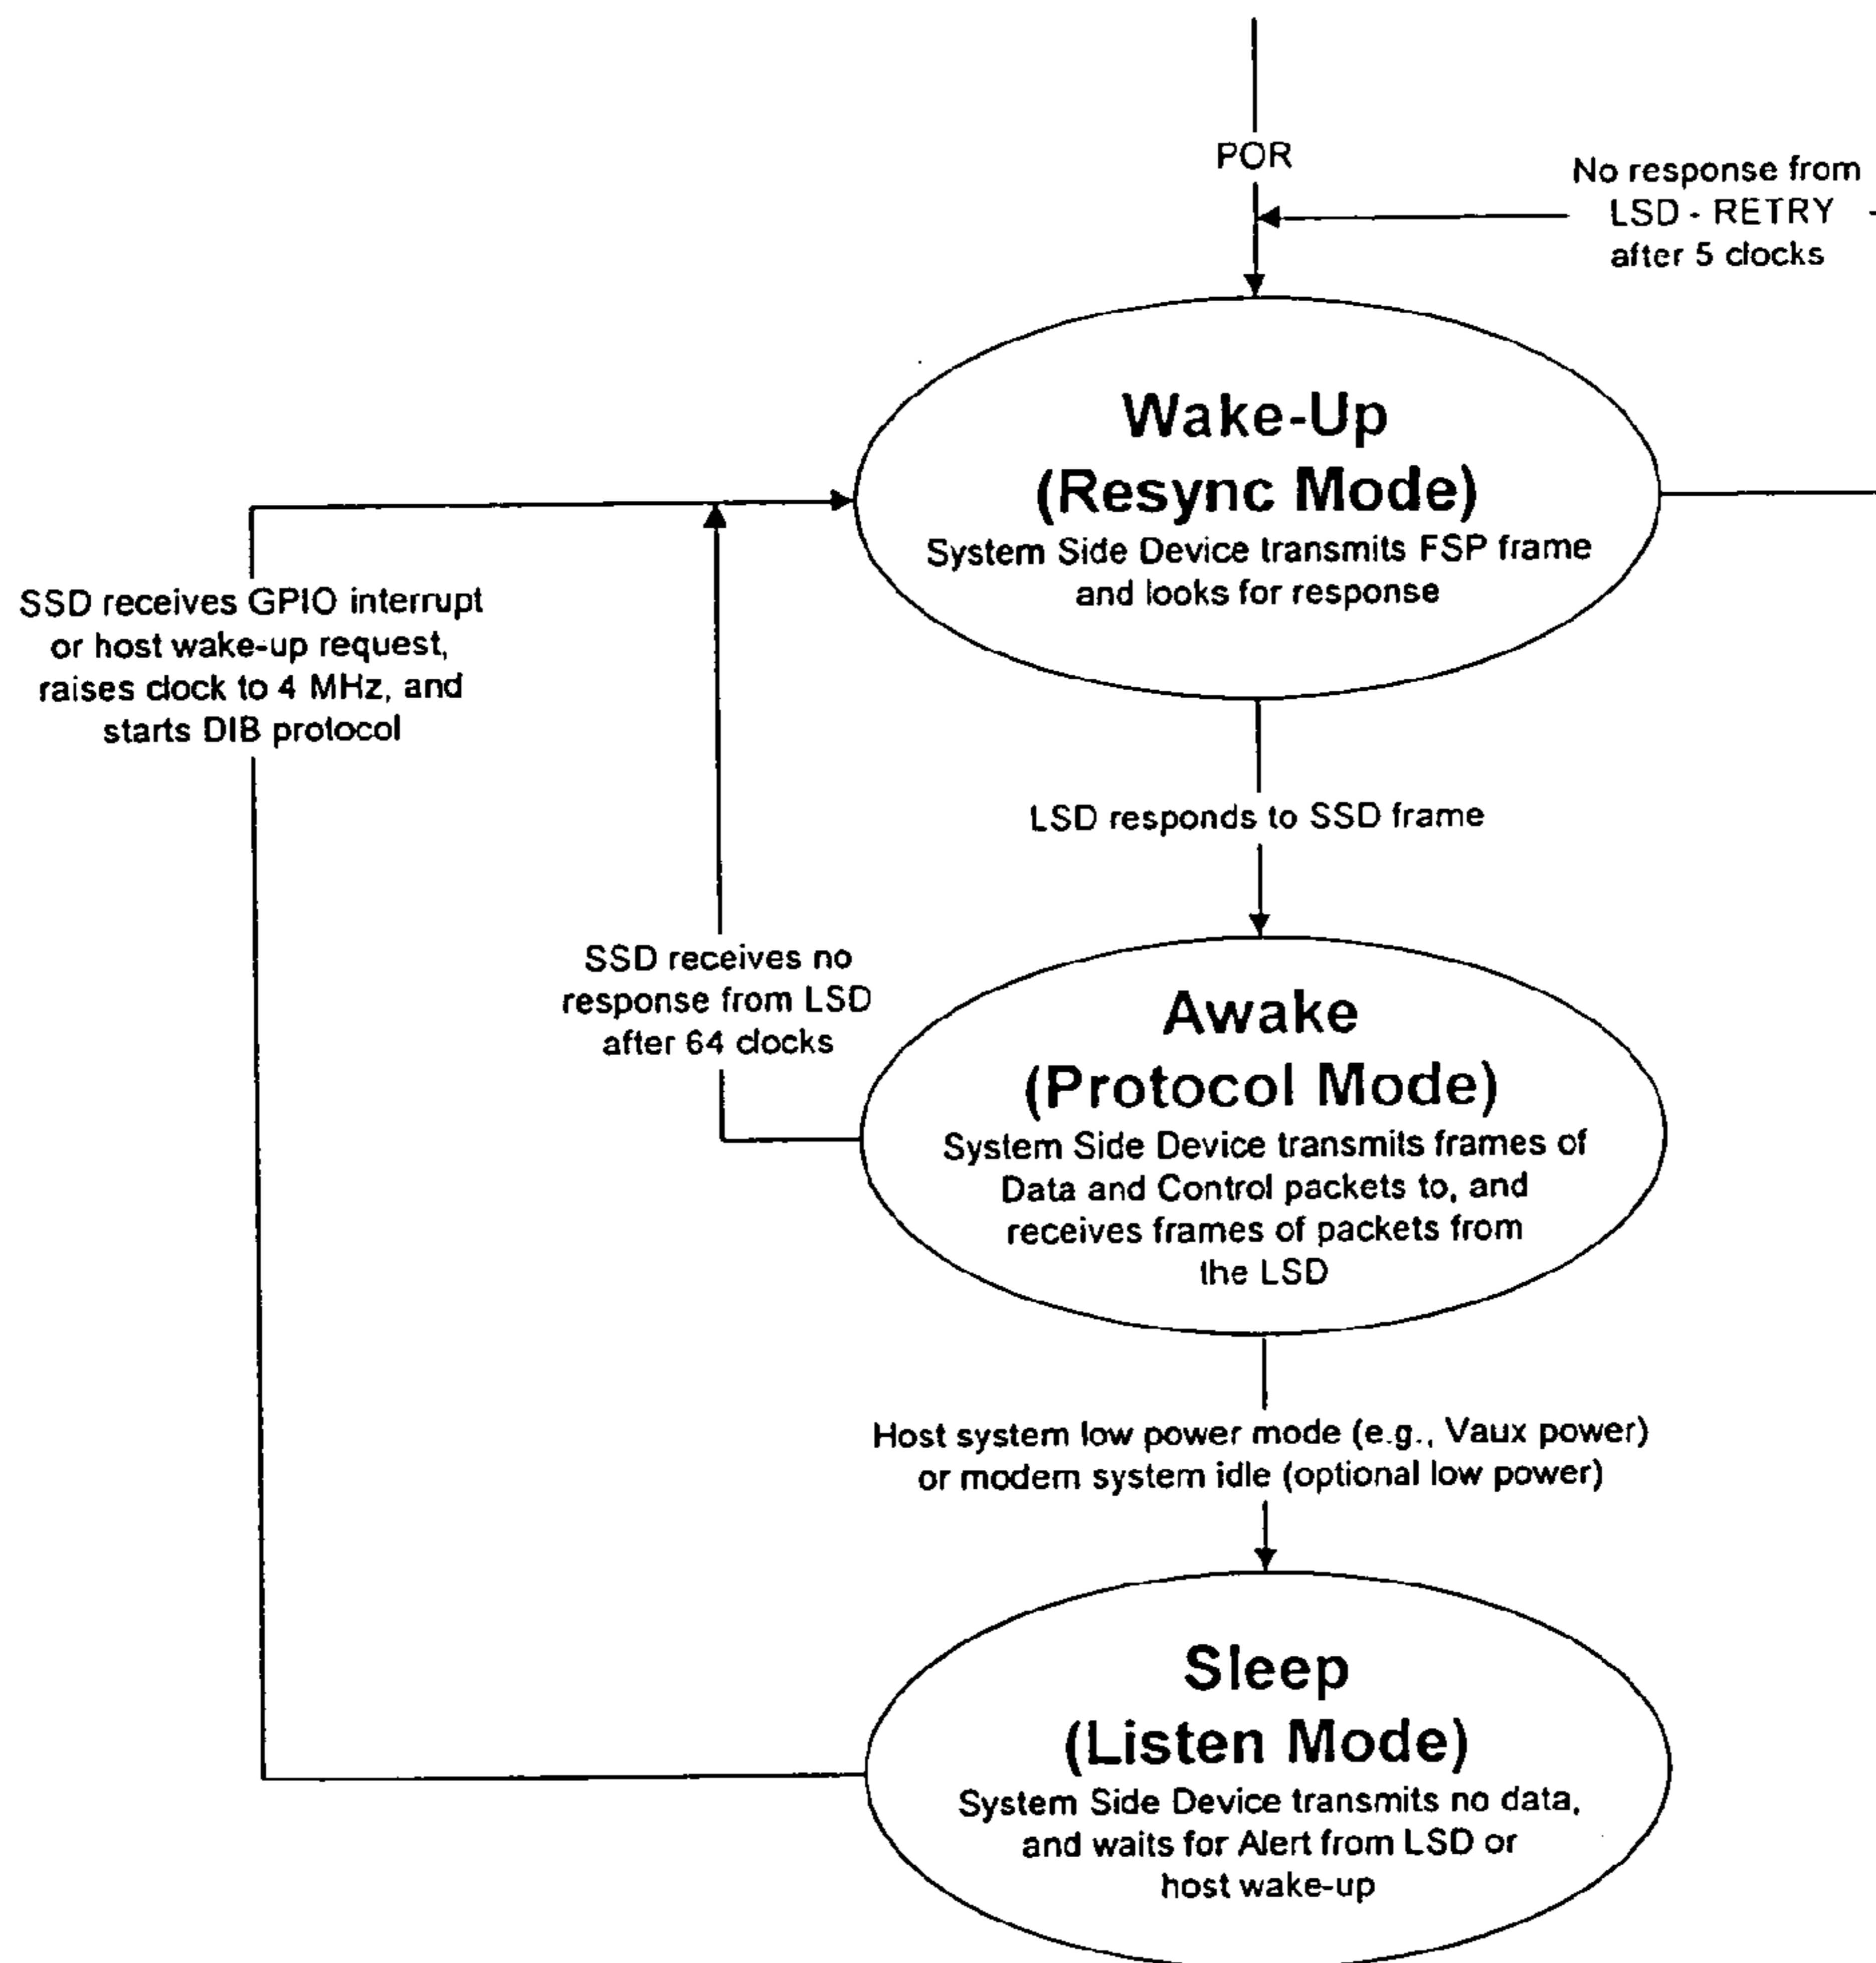 POR
No response from
LSD - RETRY
after 5 clocks
Wake-Up
(Resync Mode)
System Side Device transmits FSP frame
and looks for response
SSD receives GPIO interrupt
or host wake-up request,
raises clock to 4 MHz, and
starts DIB protocol
LSD responds to SSD frame
SSD receives no
response from LSD
after 64 clocks
Awake
(Protocol Mode)
System Side Device transmits frames of
Data and Control packets to, and
receives frames of packets from
the LSD
Host system low power mode (e.g., Vaux power)
or modem system idle (optional low power)
Sleep
(Listen Mode)
System Side Device transmits no data,
and waits for Alert from LSD or
host wake-up